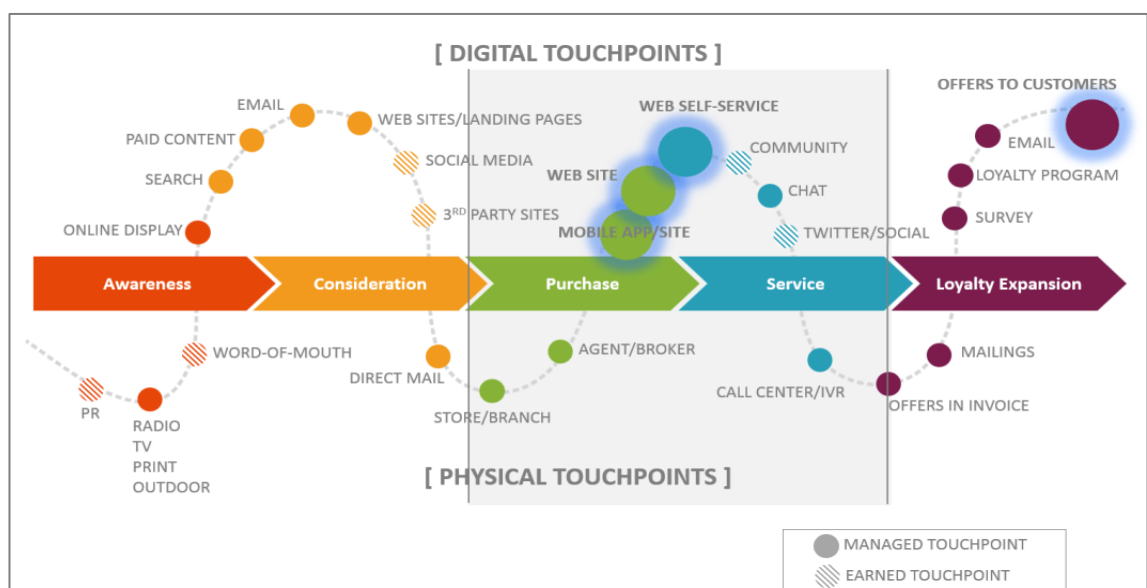 [ DIGITAL TOUCHPOINTS ]
OFFERS TO CUSTOMERS
EMAIL
WEB SELF-SERVICE
PAID CONTENT
WEB SITES/LANDING PAGES
EMAIL
COMMUNITY
SOCIAL MEDIA
SEARCH
WEB SITE
LOYALTY PROGRAM
CHAT
3RD PARTY SITES
SURVEY
ONLINE DISPLAY
MOBILE APP/SITE
TWITTER/SOCIAL
Awareness
Consideration
Purchase
Service
Loyalty Expansion
WORD-OF-MOUTH
AGENT/BROKER
MAILINGS
DIRECT MAIL
CALL CENTER/IVR
OFFERS IN INVOICE
PR
STORE/BRANCH
RADIO
TV
PRINT
OUTDOOR
[ PHYSICAL TOUCHPOINTS ]
MANAGED TOUCHPOINT
EARNED TOUCHPOINT